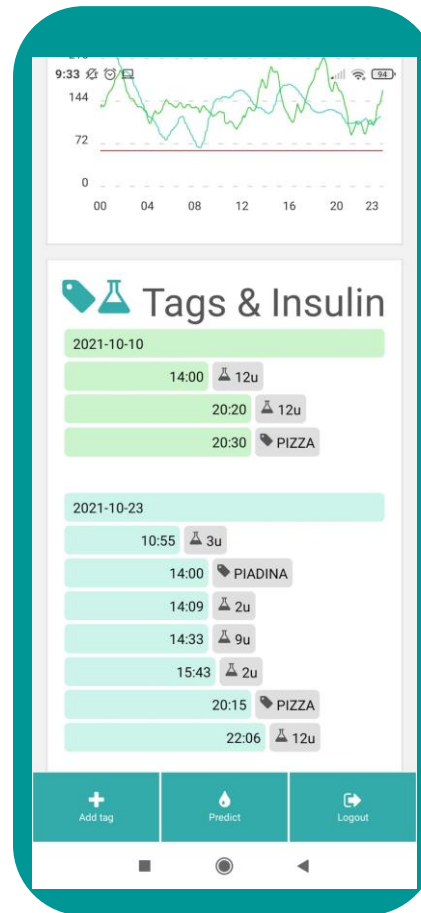 9:33 94
144
72
0
00 04 08 12 16 20 23
Tags & Insulin
2021-10-10
14:00 12u
20:20 12u
20:30 PIZZA
2021-10-23
10:55 3u
14:00 PIADINA
14:09 2u
14:33 9u
15:43 2u
20:15 PIZZA
22:06 12u
Add tag Predict Logout